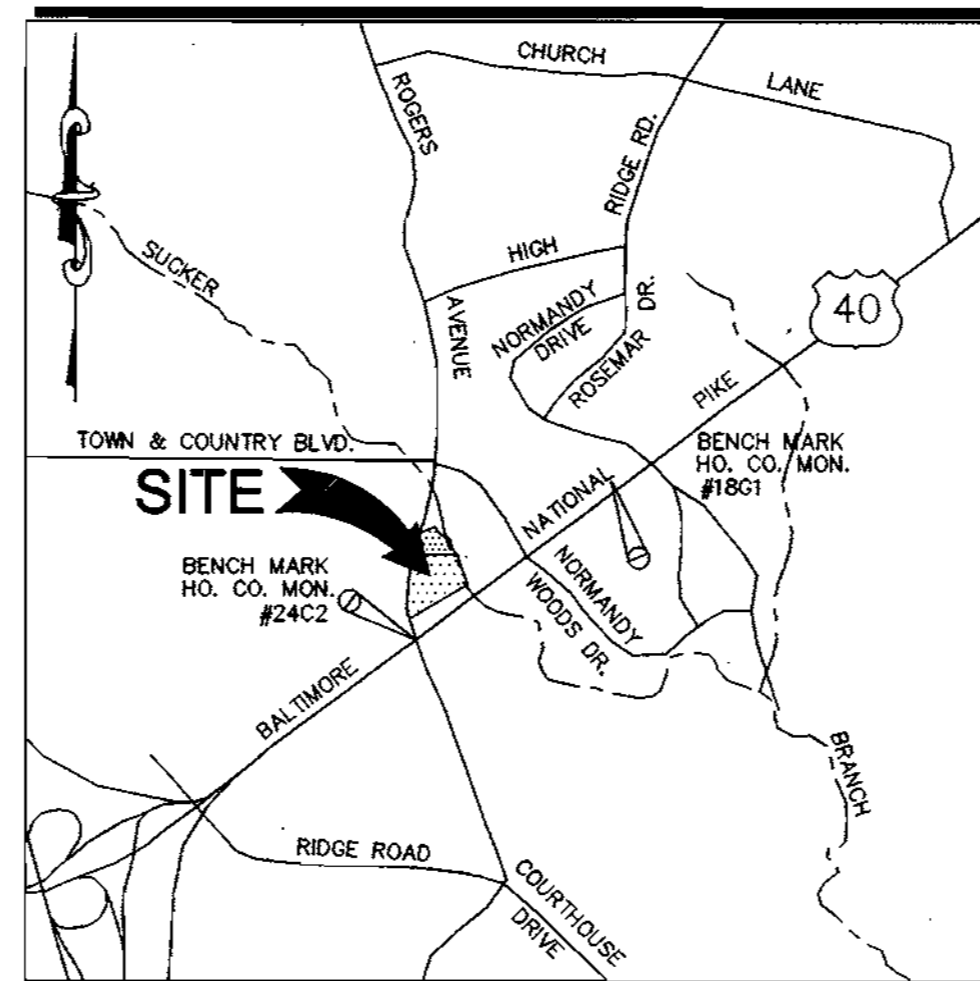 CHURCH
LANE
ROGERS
AVENUE
RIDGE RD.
HIGH
SUCKER
NORMANDY
DRIVE
ROSEMAR
DR.
40
PIKE
TOWN & COUNTRY BLVD.
SITE
BENCH MARK
HO. CO. MON.
#18G1
NATIONAL
BENCH MARK
HO. CO. MON.
#24C2
NORMANDY
WOODS DR.
BALTIMORE
BRANCH
RIDGE ROAD
COURTHOUSE
DRIVE